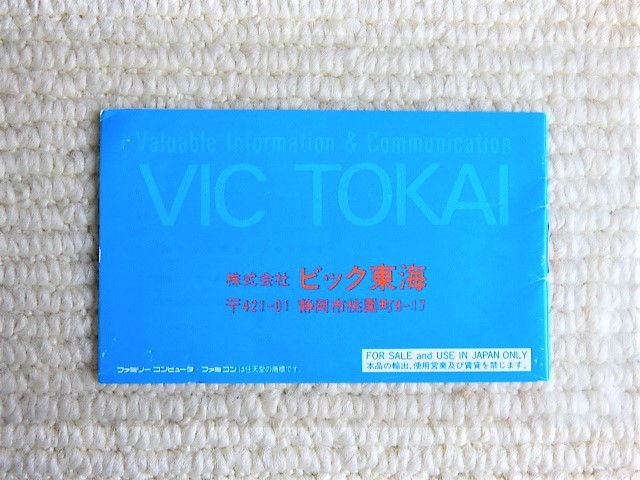 Valuable Information & Communication
VIC TOKAI
株式会社 ビック東海
〒421-01 静岡市桃園町8-17
ファミリー コンピュータ・ファミコンは任天堂の商標です
FOR SALE and USE IN JAPAN ONLY
本品の輸出、使用営業及び賃貸を禁じます。